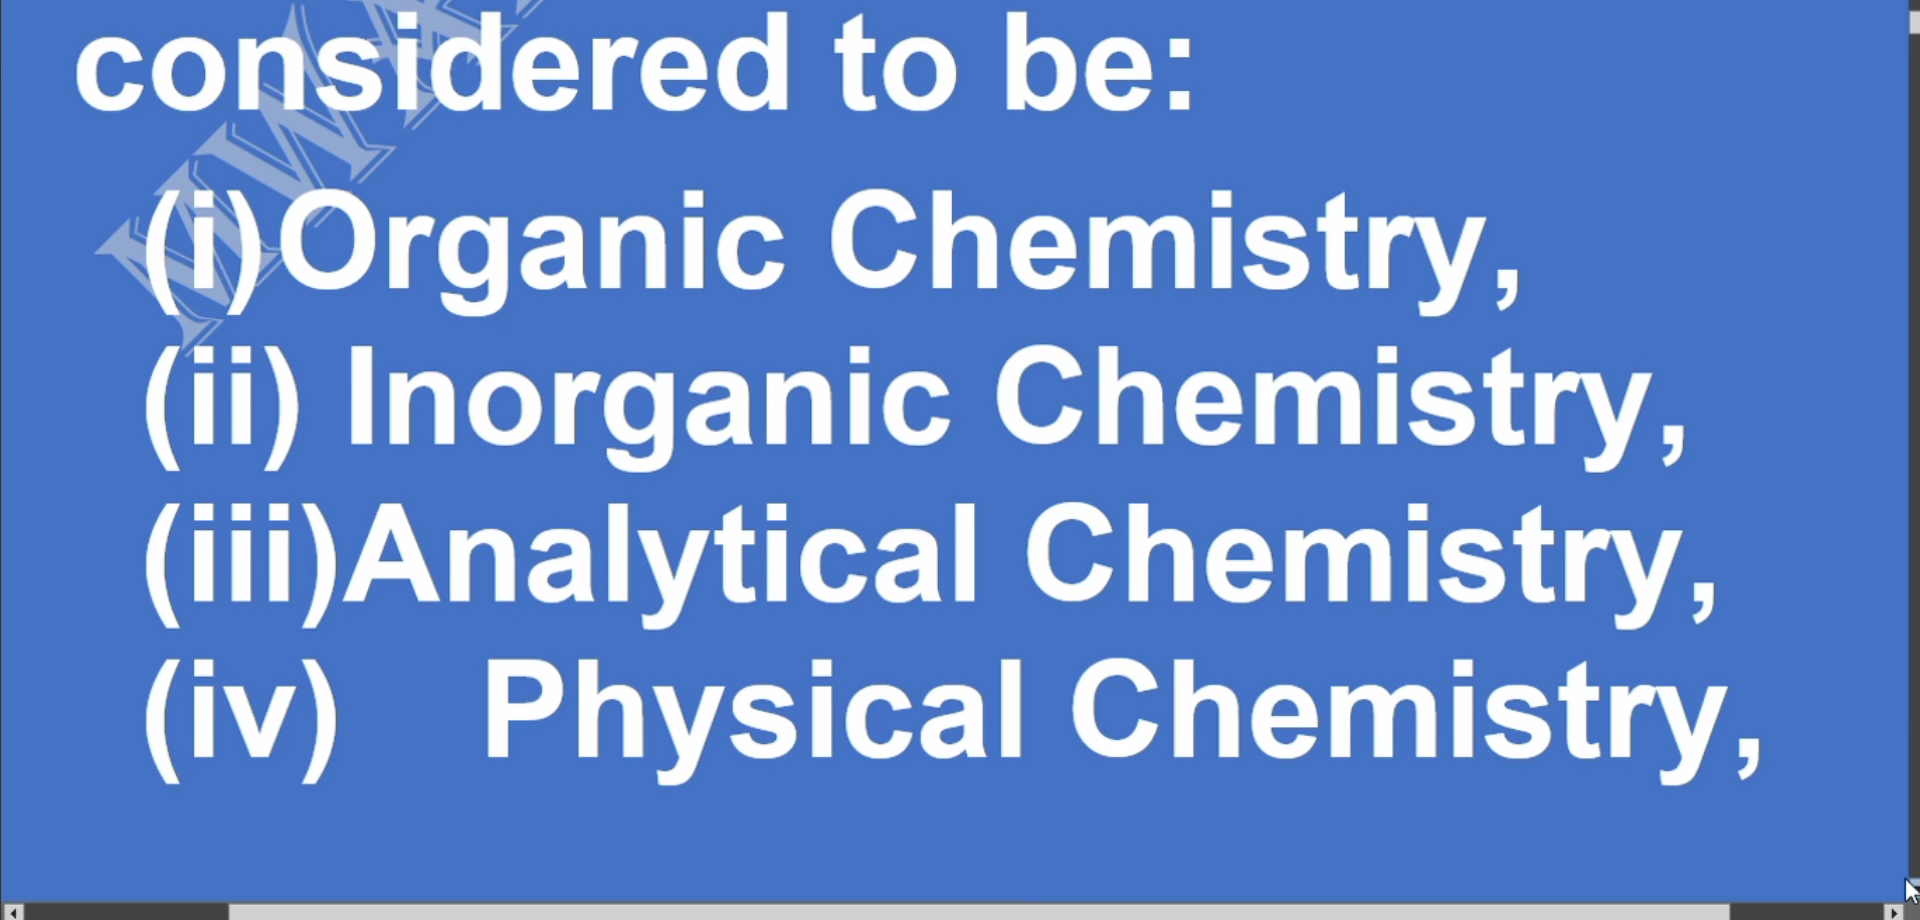 considered to be:
(i)Organic Chemistry,
(ii) Inorganic Chemistry,
(iii)Analytical Chemistry,
(iv) Physical Chemistry,